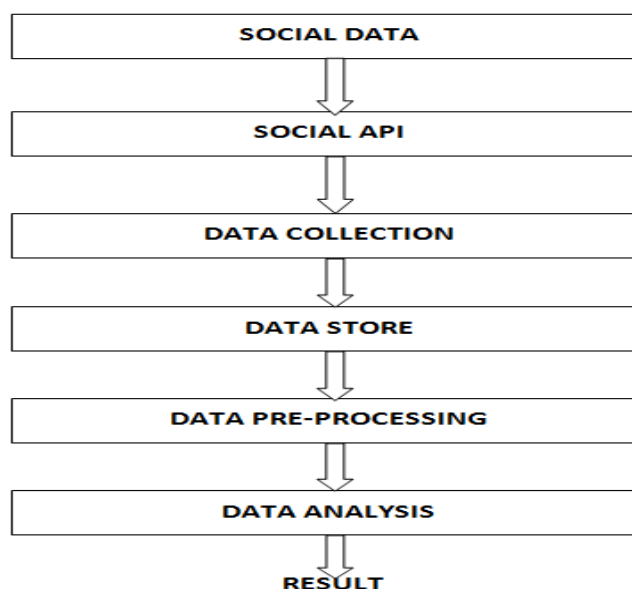 SOCIAL DATA
SOCIAL API
DATA COLLECTION
DATA STORE
DATA PRE-PROCESSING
DATA ANALYSIS
RESULT